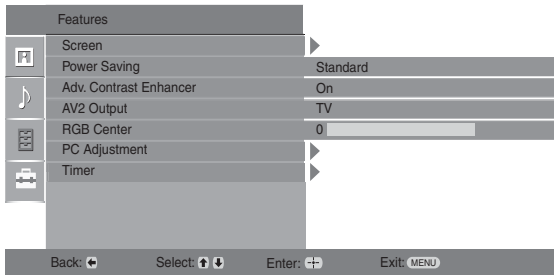 Features
Screen
Power Saving Standard
Adv. Contrast Enhancer On
AV2 Output TV
RGB Center 0
PC Adjustment
Timer
Back: Select: Enter: Exit: MENU